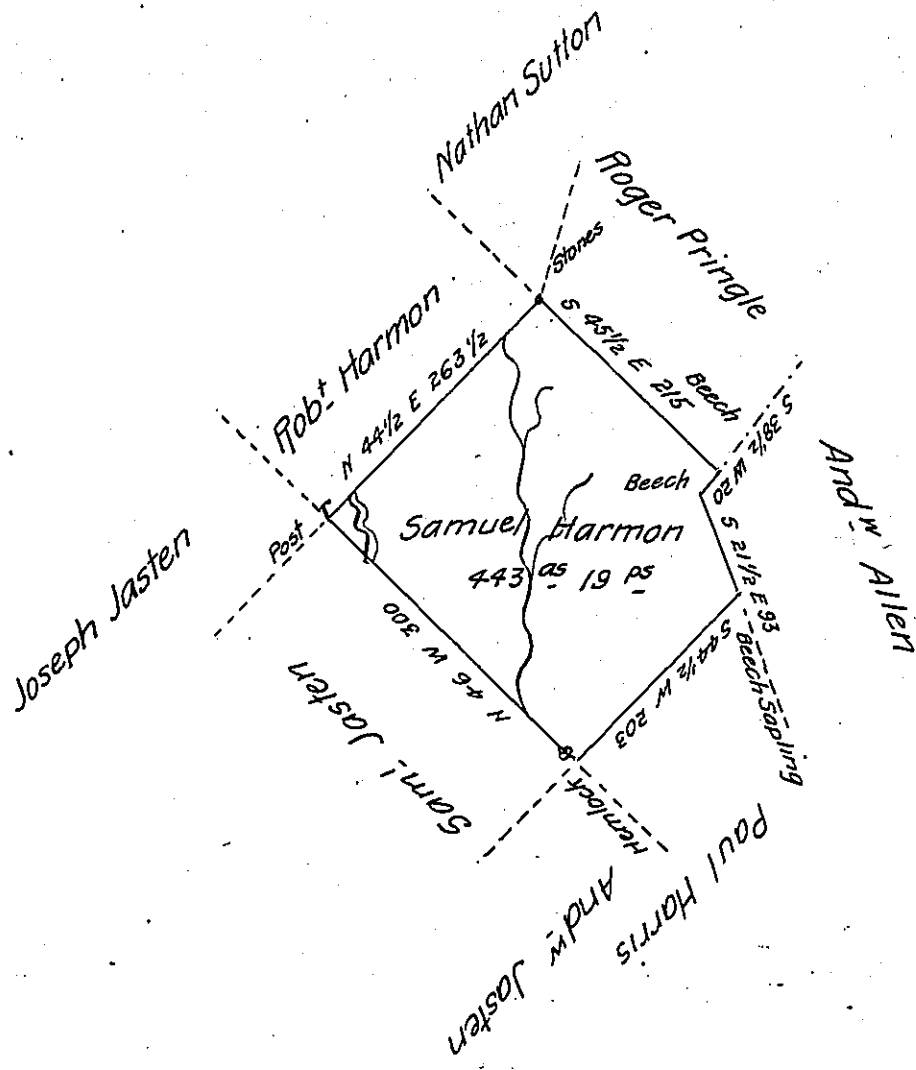 Nathan Sutton
Roger Pringle
Stones
S 45½ E 215
Beech
Robt Harmon
N 44½ E 263½
S 38½ W 20
Beech
Andw Allen
Samuel Harmon
443 as 19 ps
Post
Joseph Jasten
S 21½ E 93
Beech Sapling
N 46 W 300
S 44½ W 203
Saml Jasten
Hemlock
Paul Harris
Andw Jasten